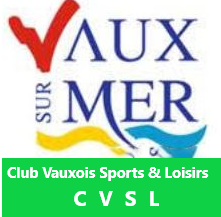 VAUX
SUR
MER
Club Vauxois Sports & Loisirs
C V S L